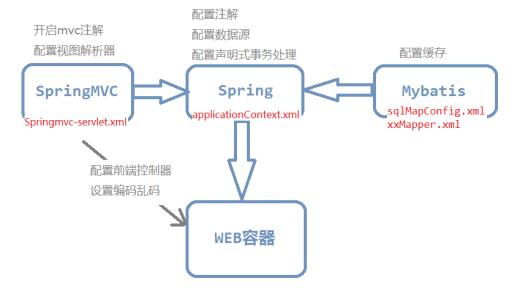 开启mvc注解
配置视图解析器
配置注解
配置数据源
配置声明式事务处理
配置缓存
SpringMVC
Springmvc-servlet.xml
Spring
applicationContext.xml
Mybatis
sqlMapConfig.xml
xxMapper.xml
配置前端控制器
设置编码乱码
WEB容器